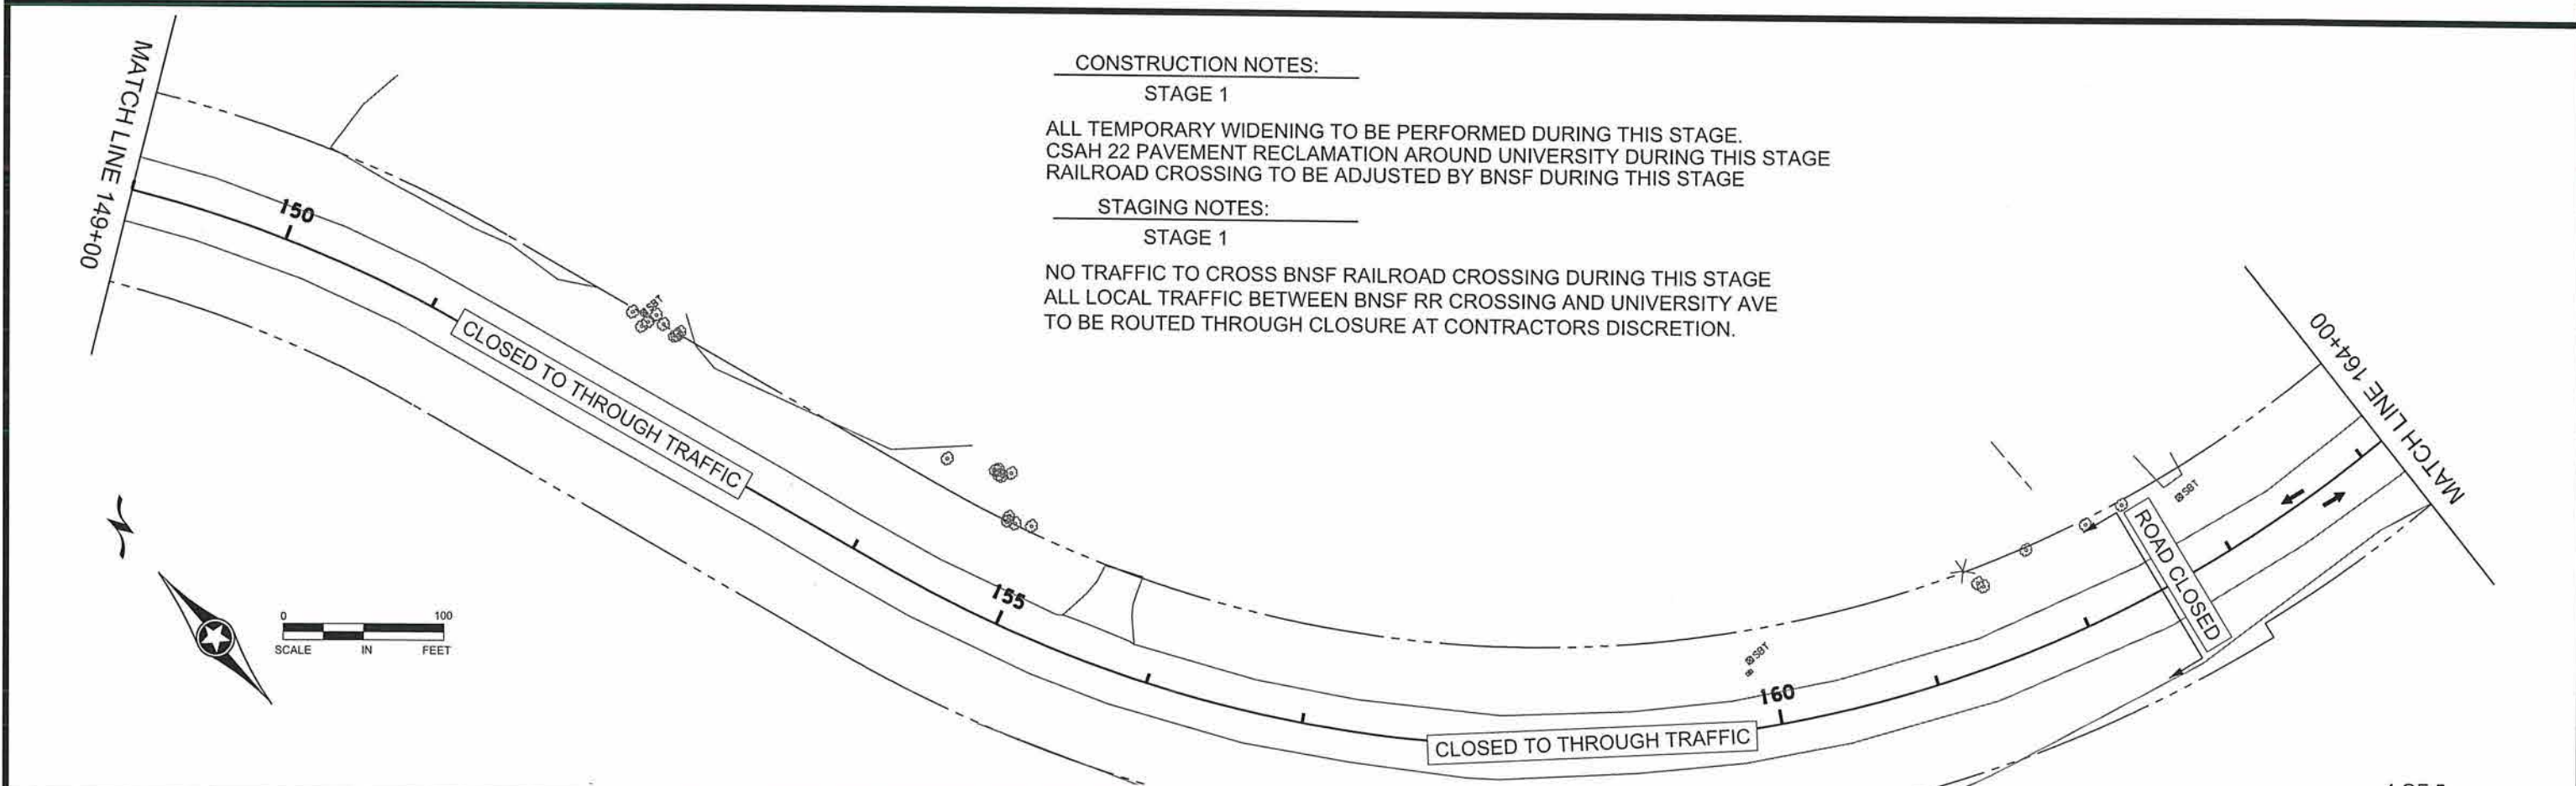 MATCH LINE 149+00
CONSTRUCTION NOTES:
STAGE 1
ALL TEMPORARY WIDENING TO BE PERFORMED DURING THIS STAGE.
CSAH 22 PAVEMENT RECLAMATION AROUND UNIVERSITY DURING THIS STAGE
RAILROAD CROSSING TO BE ADJUSTED BY BNSF DURING THIS STAGE
STAGING NOTES:
STAGE 1
NO TRAFFIC TO CROSS BNSF RAILROAD CROSSING DURING THIS STAGE
ALL LOCAL TRAFFIC BETWEEN BNSF RR CROSSING AND UNIVERSITY AVE
TO BE ROUTED THROUGH CLOSURE AT CONTRACTORS DISCRETION.
150
SBT
CLOSED TO THROUGH TRAFFIC
MATCH LINE 164+00
SBT
ROAD CLOSED
155
0 100
SCALE IN FEET
SBT
160
CLOSED TO THROUGH TRAFFIC